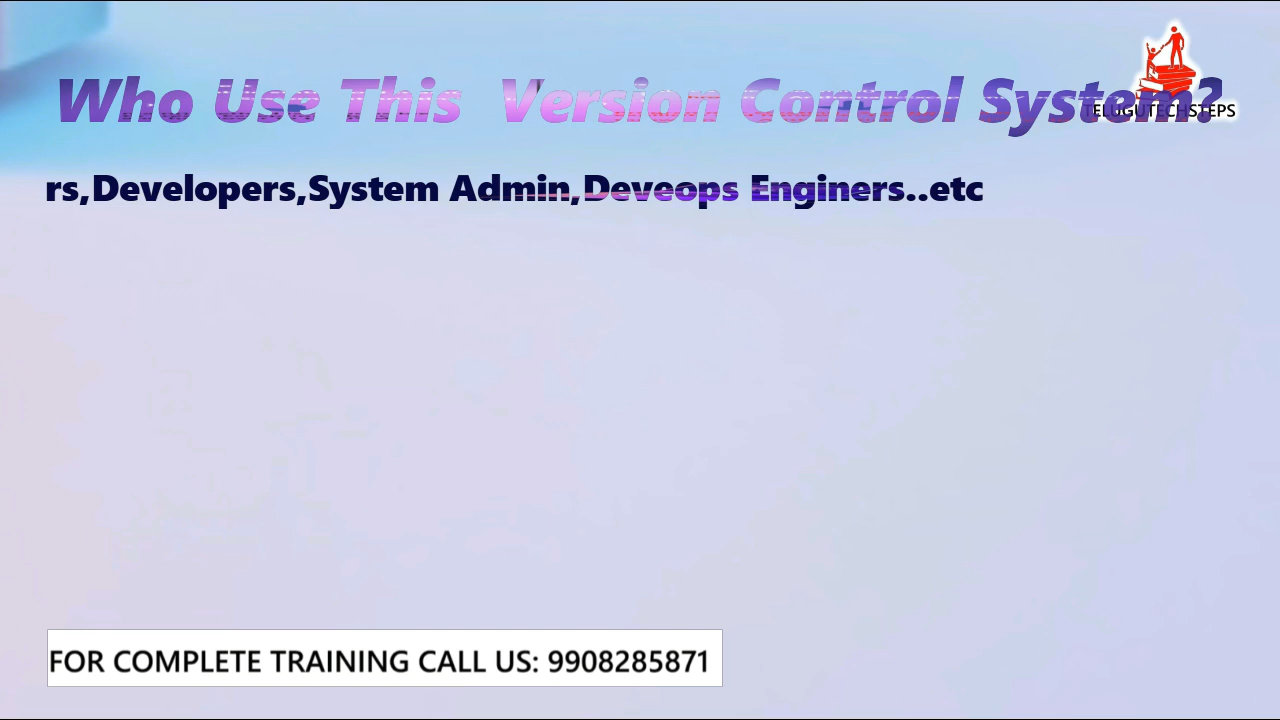 Who Use This Version Control System?
TELUGUTECHSTEPS
rs,Developers,System Admin,Deveops Enginers..etc
FOR COMPLETE TRAINING CALL US: 9908285871